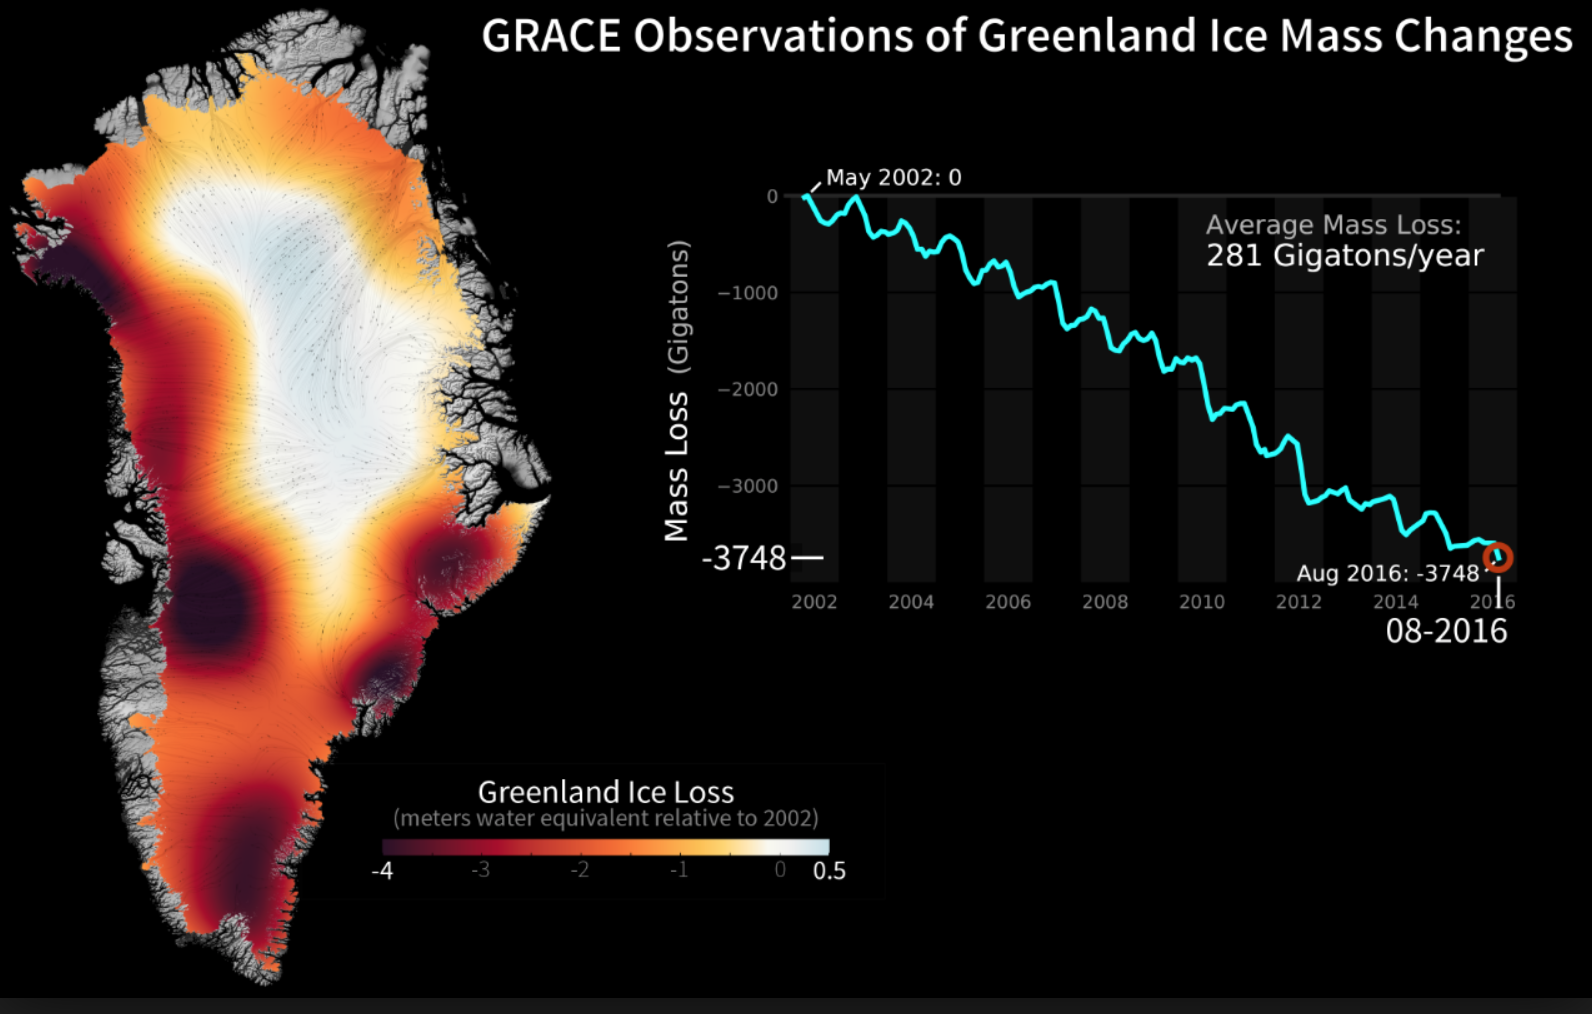 GRACE Observations of Greenland Ice Mass Changes
May 2002: 0
Average Mass Loss:
281 Gigatons/year
Mass Loss (Gigatons)
0
−1000
−2000
−3000
-3748
Aug 2016: -3748
2002 2004 2006 2008 2010 2012 2014 2016
08-2016
Greenland Ice Loss
(meters water equivalent relative to 2002)
-4 -3 -2 -1 0 0.5